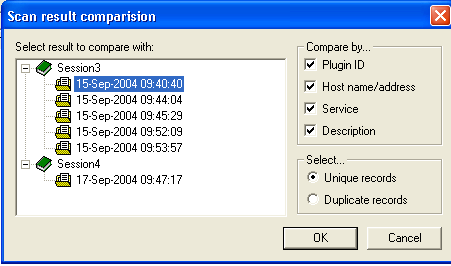 Scan result comparision
Select result to compare with:
Session3
15-Sep-2004 09:40:40
15-Sep-2004 09:44:04
15-Sep-2004 09:45:29
15-Sep-2004 09:52:09
15-Sep-2004 09:53:57
Session4
17-Sep-2004 09:47:17
Compare by...
Plugin ID
Host name/address
Service
Description
Select...
Unique records
Duplicate records
OK
Cancel